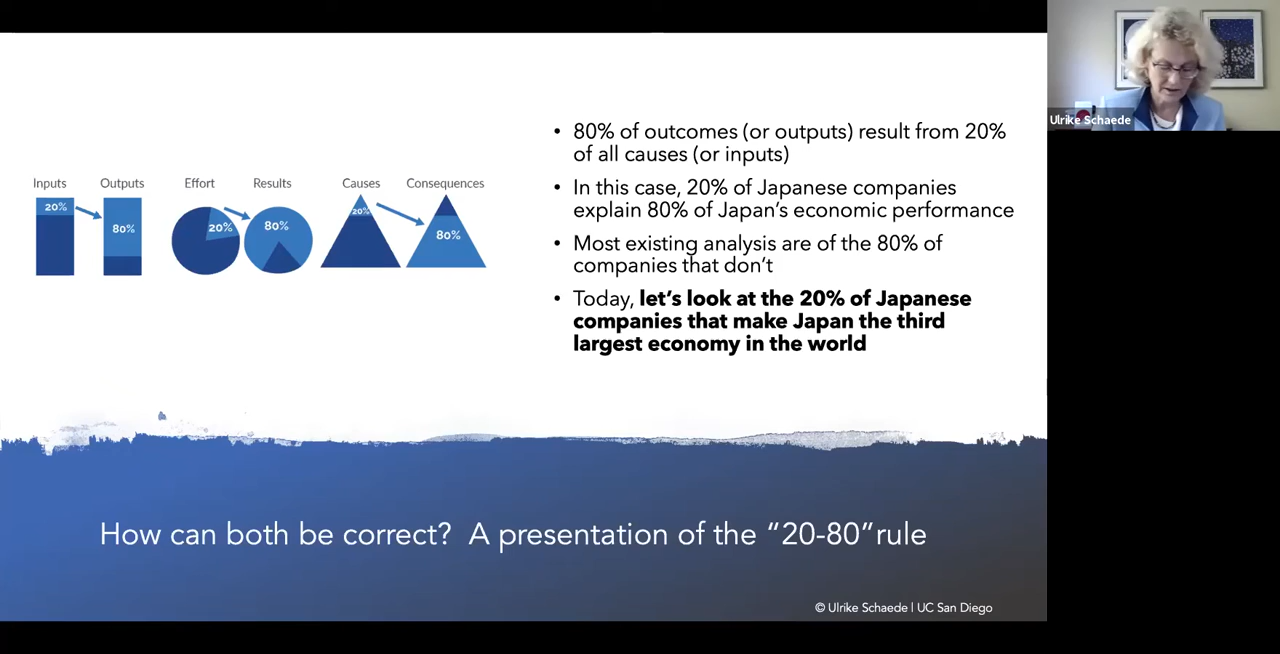 Inputs
Outputs
Effort
Results
Causes
Consequences
20%
80%
20%
80%
20%
80%
• 80% of outcomes (or outputs) result from 20%
of all causes (or inputs)
• In this case, 20% of Japanese companies
explain 80% of Japan’s economic performance
• Most existing analysis are of the 80% of
companies that don’t
• Today, let’s look at the 20% of Japanese
companies that make Japan the third
largest economy in the world
How can both be correct? A presentation of the “20-80”rule
© Ulrike Schaede | UC San Diego
Ulrike Schaede